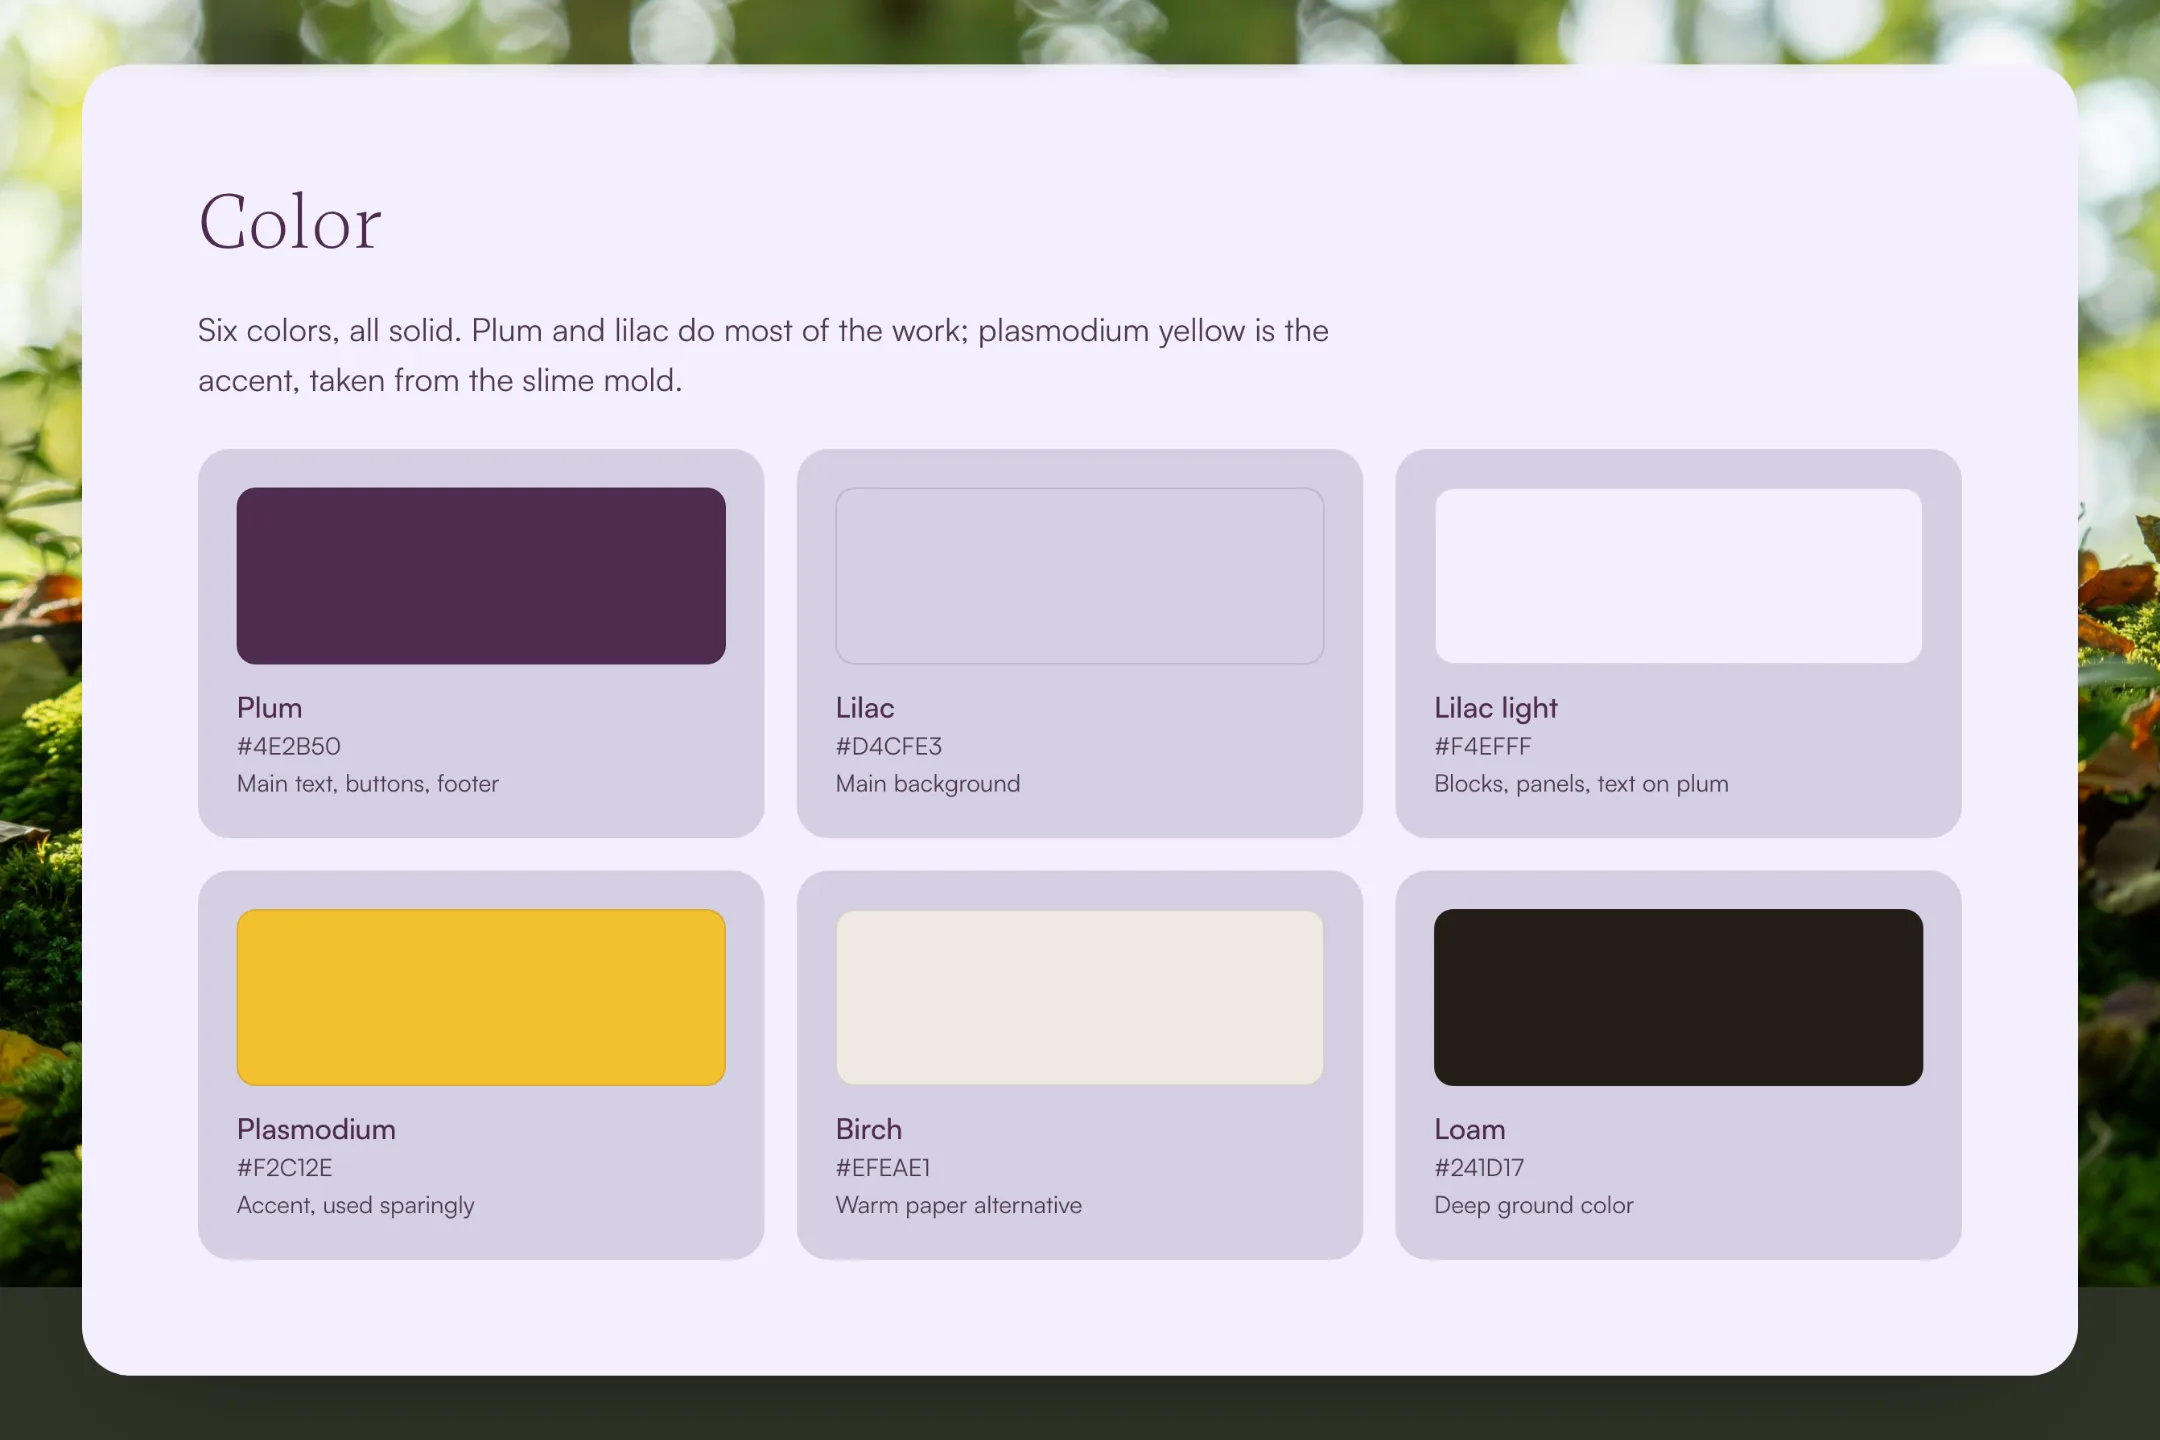 Color
Six colors, all solid. Plum and lilac do most of the work; plasmodium yellow is the
accent, taken from the slime mold.
Plum
#4E2B50
Main text, buttons, footer
Lilac
#D4CFE3
Main background
Lilac light
#F4EFFF
Blocks, panels, text on plum
Plasmodium
#F2C12E
Accent, used sparingly
Birch
#EFEAE1
Warm paper alternative
Loam
#241D17
Deep ground color